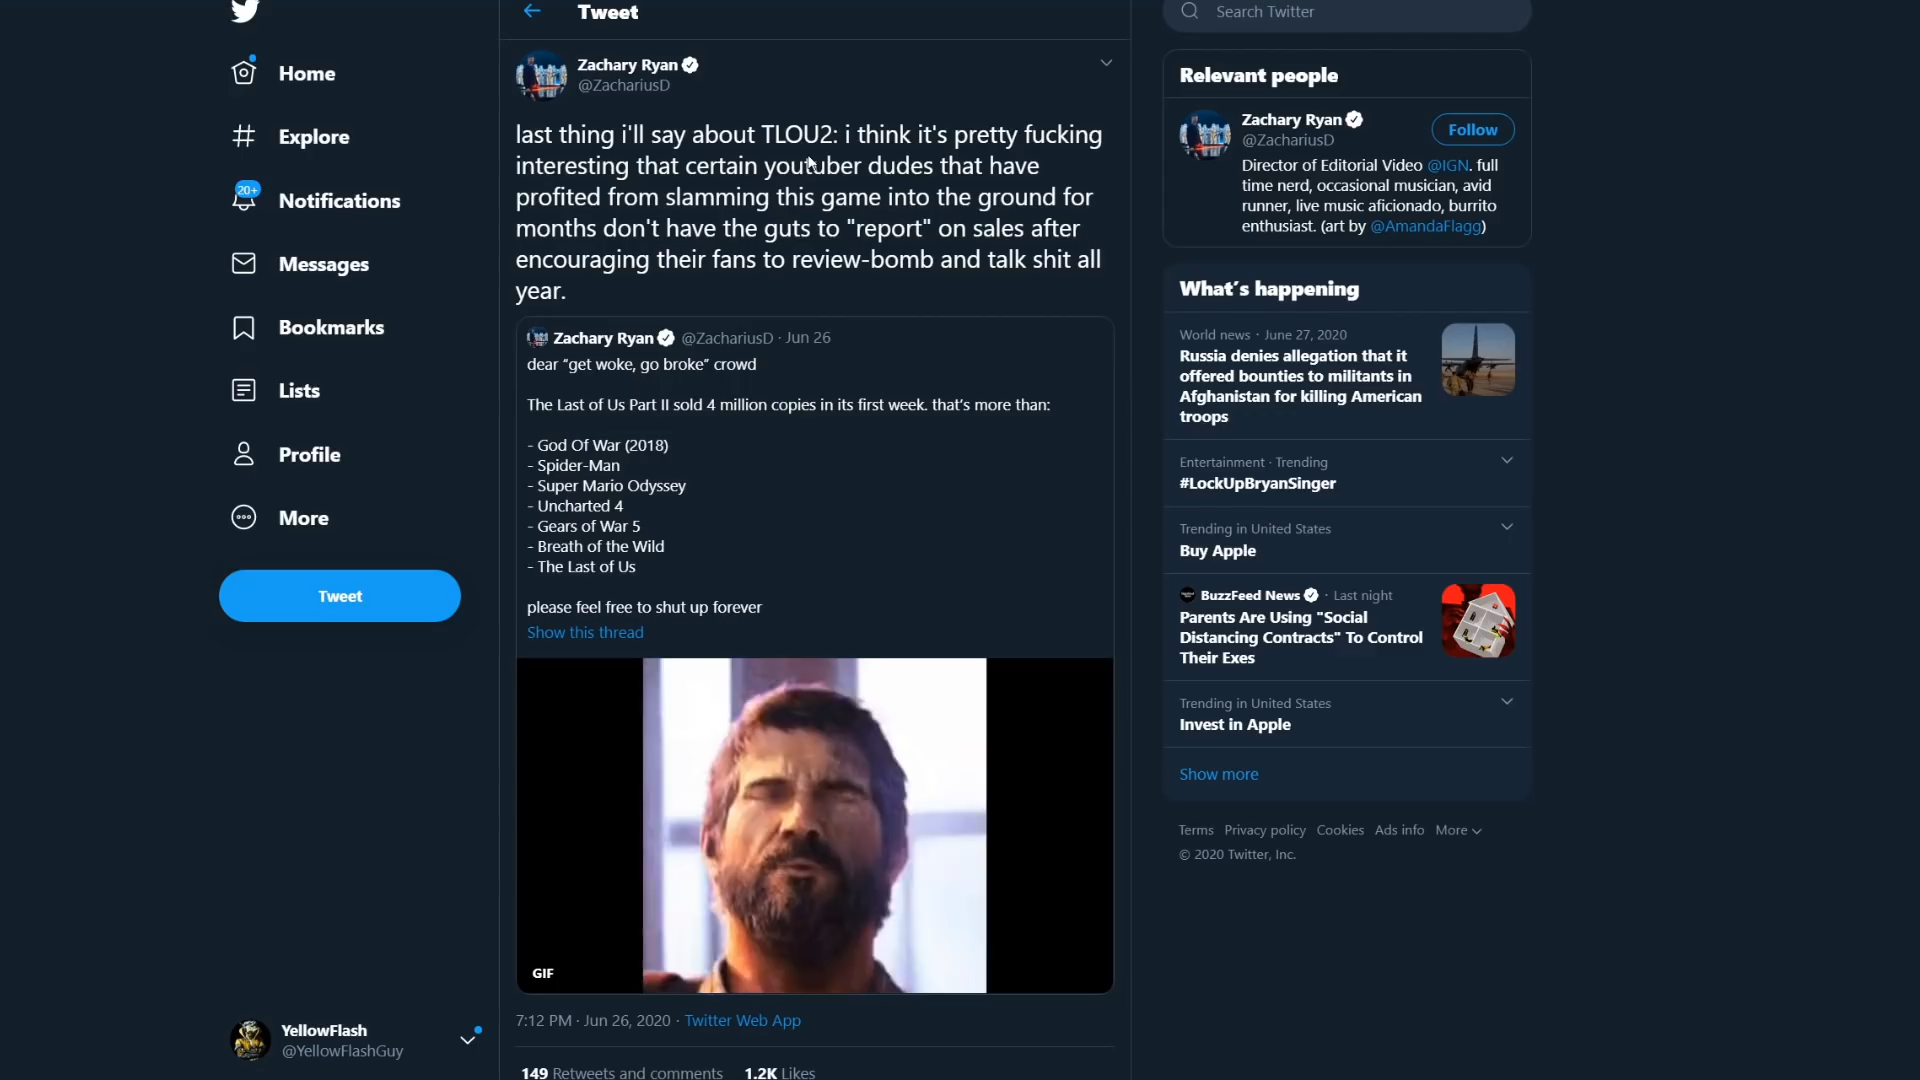 Home
Explore
20+
Notifications
Messages
Bookmarks
Lists
Profile
More
Tweet
YellowFlash
@YellowFlashGuy
Tweet
Zachary Ryan
@ZachariusD
last thing i'll say about TLOU2: i think it's pretty fucking
interesting that certain youtuber dudes that have
profited from slamming this game into the ground for
months don't have the guts to "report" on sales after
encouraging their fans to review-bomb and talk shit all
year.
Zachary Ryan @ZachariusD · Jun 26
dear “get woke, go broke” crowd
The Last of Us Part II sold 4 million copies in its first week. that’s more than:
- God Of War (2018)
- Spider-Man
- Super Mario Odyssey
- Uncharted 4
- Gears of War 5
- Breath of the Wild
- The Last of Us
please feel free to shut up forever
Show this thread
GIF
7:12 PM · Jun 26, 2020 · Twitter Web App
149 Retweets and comments 1.2K Likes
Search Twitter
Relevant people
Zachary Ryan
@ZachariusD
Follow
Director of Editorial Video @IGN. full
time nerd, occasional musician, avid
runner, live music aficionado, burrito
enthusiast. (art by @AmandaFlagg)
What’s happening
World news · June 27, 2020
Russia denies allegation that it
offered bounties to militants in
Afghanistan for killing American
troops
Entertainment · Trending
#LockUpBryanSinger
Trending in United States
Buy Apple
BuzzFeed News · Last night
Parents Are Using "Social
Distancing Contracts" To Control
Their Exes
Trending in United States
Invest in Apple
Show more
Terms Privacy policy Cookies Ads info More
© 2020 Twitter, Inc.